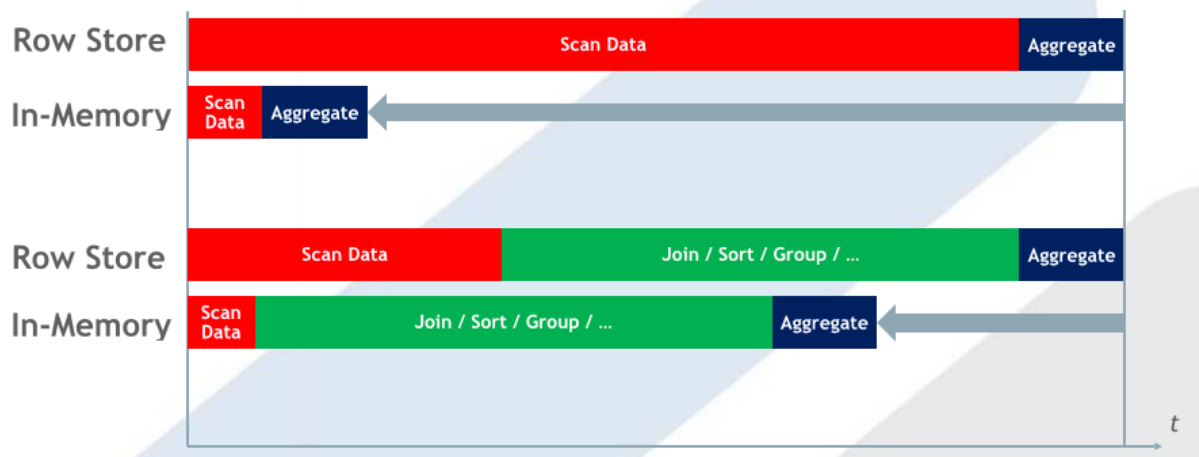 Row Store
Scan Data
Aggregate
In-Memory
Scan
Data
Aggregate
Row Store
Scan Data
Join / Sort / Group / ...
Aggregate
In-Memory
Scan
Data
Join / Sort / Group / ...
Aggregate
t